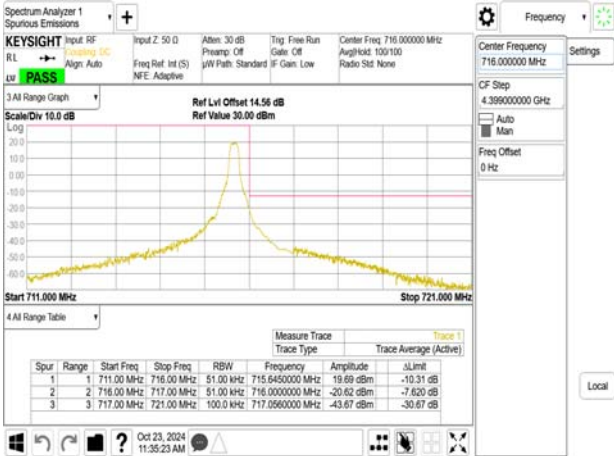 Spectrum Analyzer 1
Spurious Emissions
Frequency
KEYSIGHT
RL
PASS
Input: RF
Coupling: DC
Align: Auto
Input Z: 50 Ω
Freq Ref: Int (S)
NFE: Adaptive
Atten: 30 dB
Preamp: Off
µW Path: Standard
Trig: Free Run
Gate: Off
IF Gain: Low
Center Freq: 716.000000 MHz
Avg|Hold: 100/100
Radio Std: None
Center Frequency
716.000000 MHz
Settings
CF Step
4.399000000 GHz
Auto
Man
Freq Offset
0 Hz
Local
3 All Range Graph
Scale/Div 10.0 dB
Ref Lvl Offset 14.56 dB
Ref Value 30.00 dBm
Log
20.0
10.0
0.00
-10.0
-20.0
-30.0
-40.0
-50.0
-60.0
Start 711.000 MHz
Stop 721.000 MHz
4 All Range Table
Measure Trace Trace 1
Trace Type Trace Average (Active)
Spur Range Start Freq Stop Freq RBW Frequency Amplitude ΔLimit
1 1 711.00 MHz 716.00 MHz 51.00 kHz 715.6450000 MHz 19.69 dBm -10.31 dB
2 2 716.00 MHz 717.00 MHz 51.00 kHz 716.0000000 MHz -20.62 dBm -7.620 dB
3 3 717.00 MHz 721.00 MHz 100.0 kHz 717.0560000 MHz -43.67 dBm -30.67 dB
Oct 23, 2024
11:35:23 AM